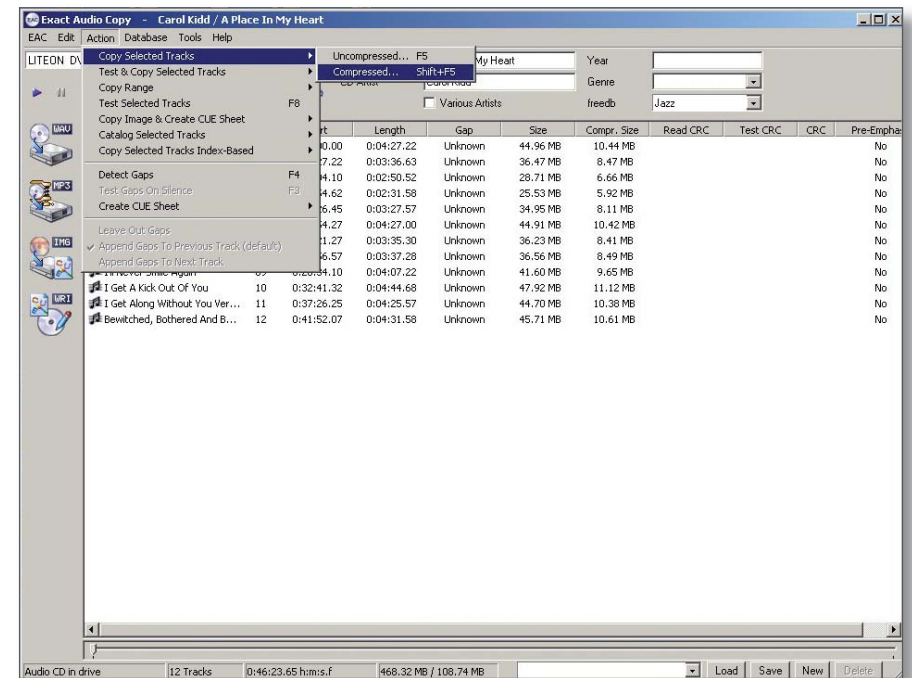 Exact Audio Copy - Carol Kidd / A Place In My Heart
EAC Edit Action Database Tools Help
LITEON My Heart Year
Copy Selected Tracks
Uncompressed... F5
Test & Copy Selected Tracks
Compressed... Shift+F5
Copy Range
Genre
Test Selected Tracks F8
Various Artists freedb Jazz
Copy Image & Create CUE Sheet
Catalog Selected Tracks
Copy Selected Tracks Index-Based
Detect Gaps F4
Test Gaps On Silence F3
Create CUE Sheet
Leave Out Gaps
Append Gaps To Previous Track (default)
Append Gaps To Next Track
WAV
MP3
IMG
WRI
Length Gap Size Compr. Size Read CRC Test CRC CRC Pre-Empha
0:04:27.22 Unknown 44.96 MB 10.44 MB No
0:03:36.63 Unknown 36.47 MB 8.47 MB No
0:02:50.52 Unknown 28.71 MB 6.66 MB No
0:02:31.58 Unknown 25.53 MB 5.92 MB No
0:03:27.57 Unknown 34.95 MB 8.11 MB No
0:04:27.00 Unknown 44.91 MB 10.42 MB No
0:03:35.30 Unknown 36.23 MB 8.41 MB No
0:03:37.28 Unknown 36.56 MB 8.49 MB No
0:04:07.22 Unknown 41.60 MB 9.65 MB No
I Get A Kick Out Of You 10 0:32:41.32 0:04:44.68 Unknown 47.92 MB 11.12 MB No
I Get Along Without You Ver... 11 0:37:26.25 0:04:25.57 Unknown 44.70 MB 10.38 MB No
Bewitched, Bothered And B... 12 0:41:52.07 0:04:31.58 Unknown 45.71 MB 10.61 MB No
Audio CD in drive 12 Tracks 0:46:23.65 h:m:s.f 468.32 MB / 108.74 MB Load Save New Delete